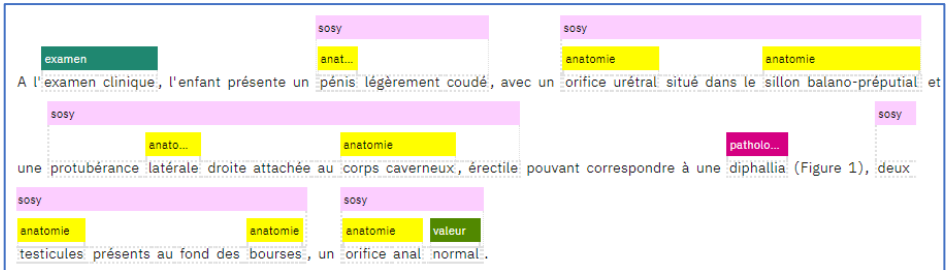 sosy sosy
examen anat... anatomie anatomie
A l'examen clinique, l'enfant présente un pénis légèrement coudé, avec un orifice urétral situé dans le sillon balano-préputial et
sosy sosy
anato... anatomie patholo...
une protubérance latérale droite attachée au corps caverneux, érectile pouvant correspondre à une diphallia (Figure 1), deux
sosy sosy
anatomie anatomie anatomie valeur
testicules présents au fond des bourses, un orifice anal normal.